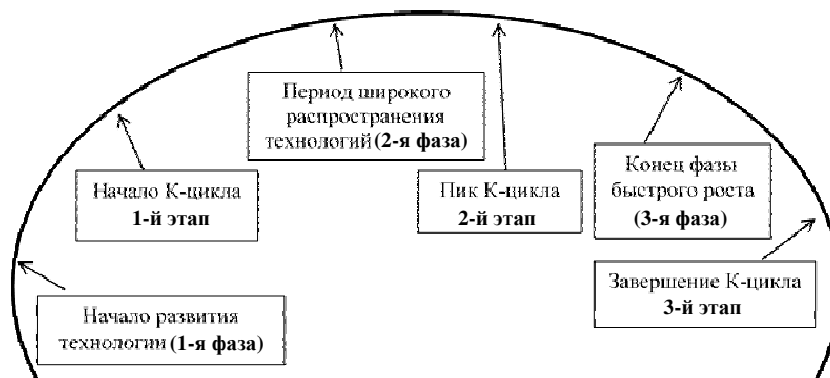 Период широкого
распространения
технологий (2-я фаза)
Начало К-цикла
1-й этап
Пик К-цикла
2-й этап
Конец фазы
быстрого роста
(3-я фаза)
Завершение К-цикла
3-й этап
Начало развития
технологии (1-я фаза)